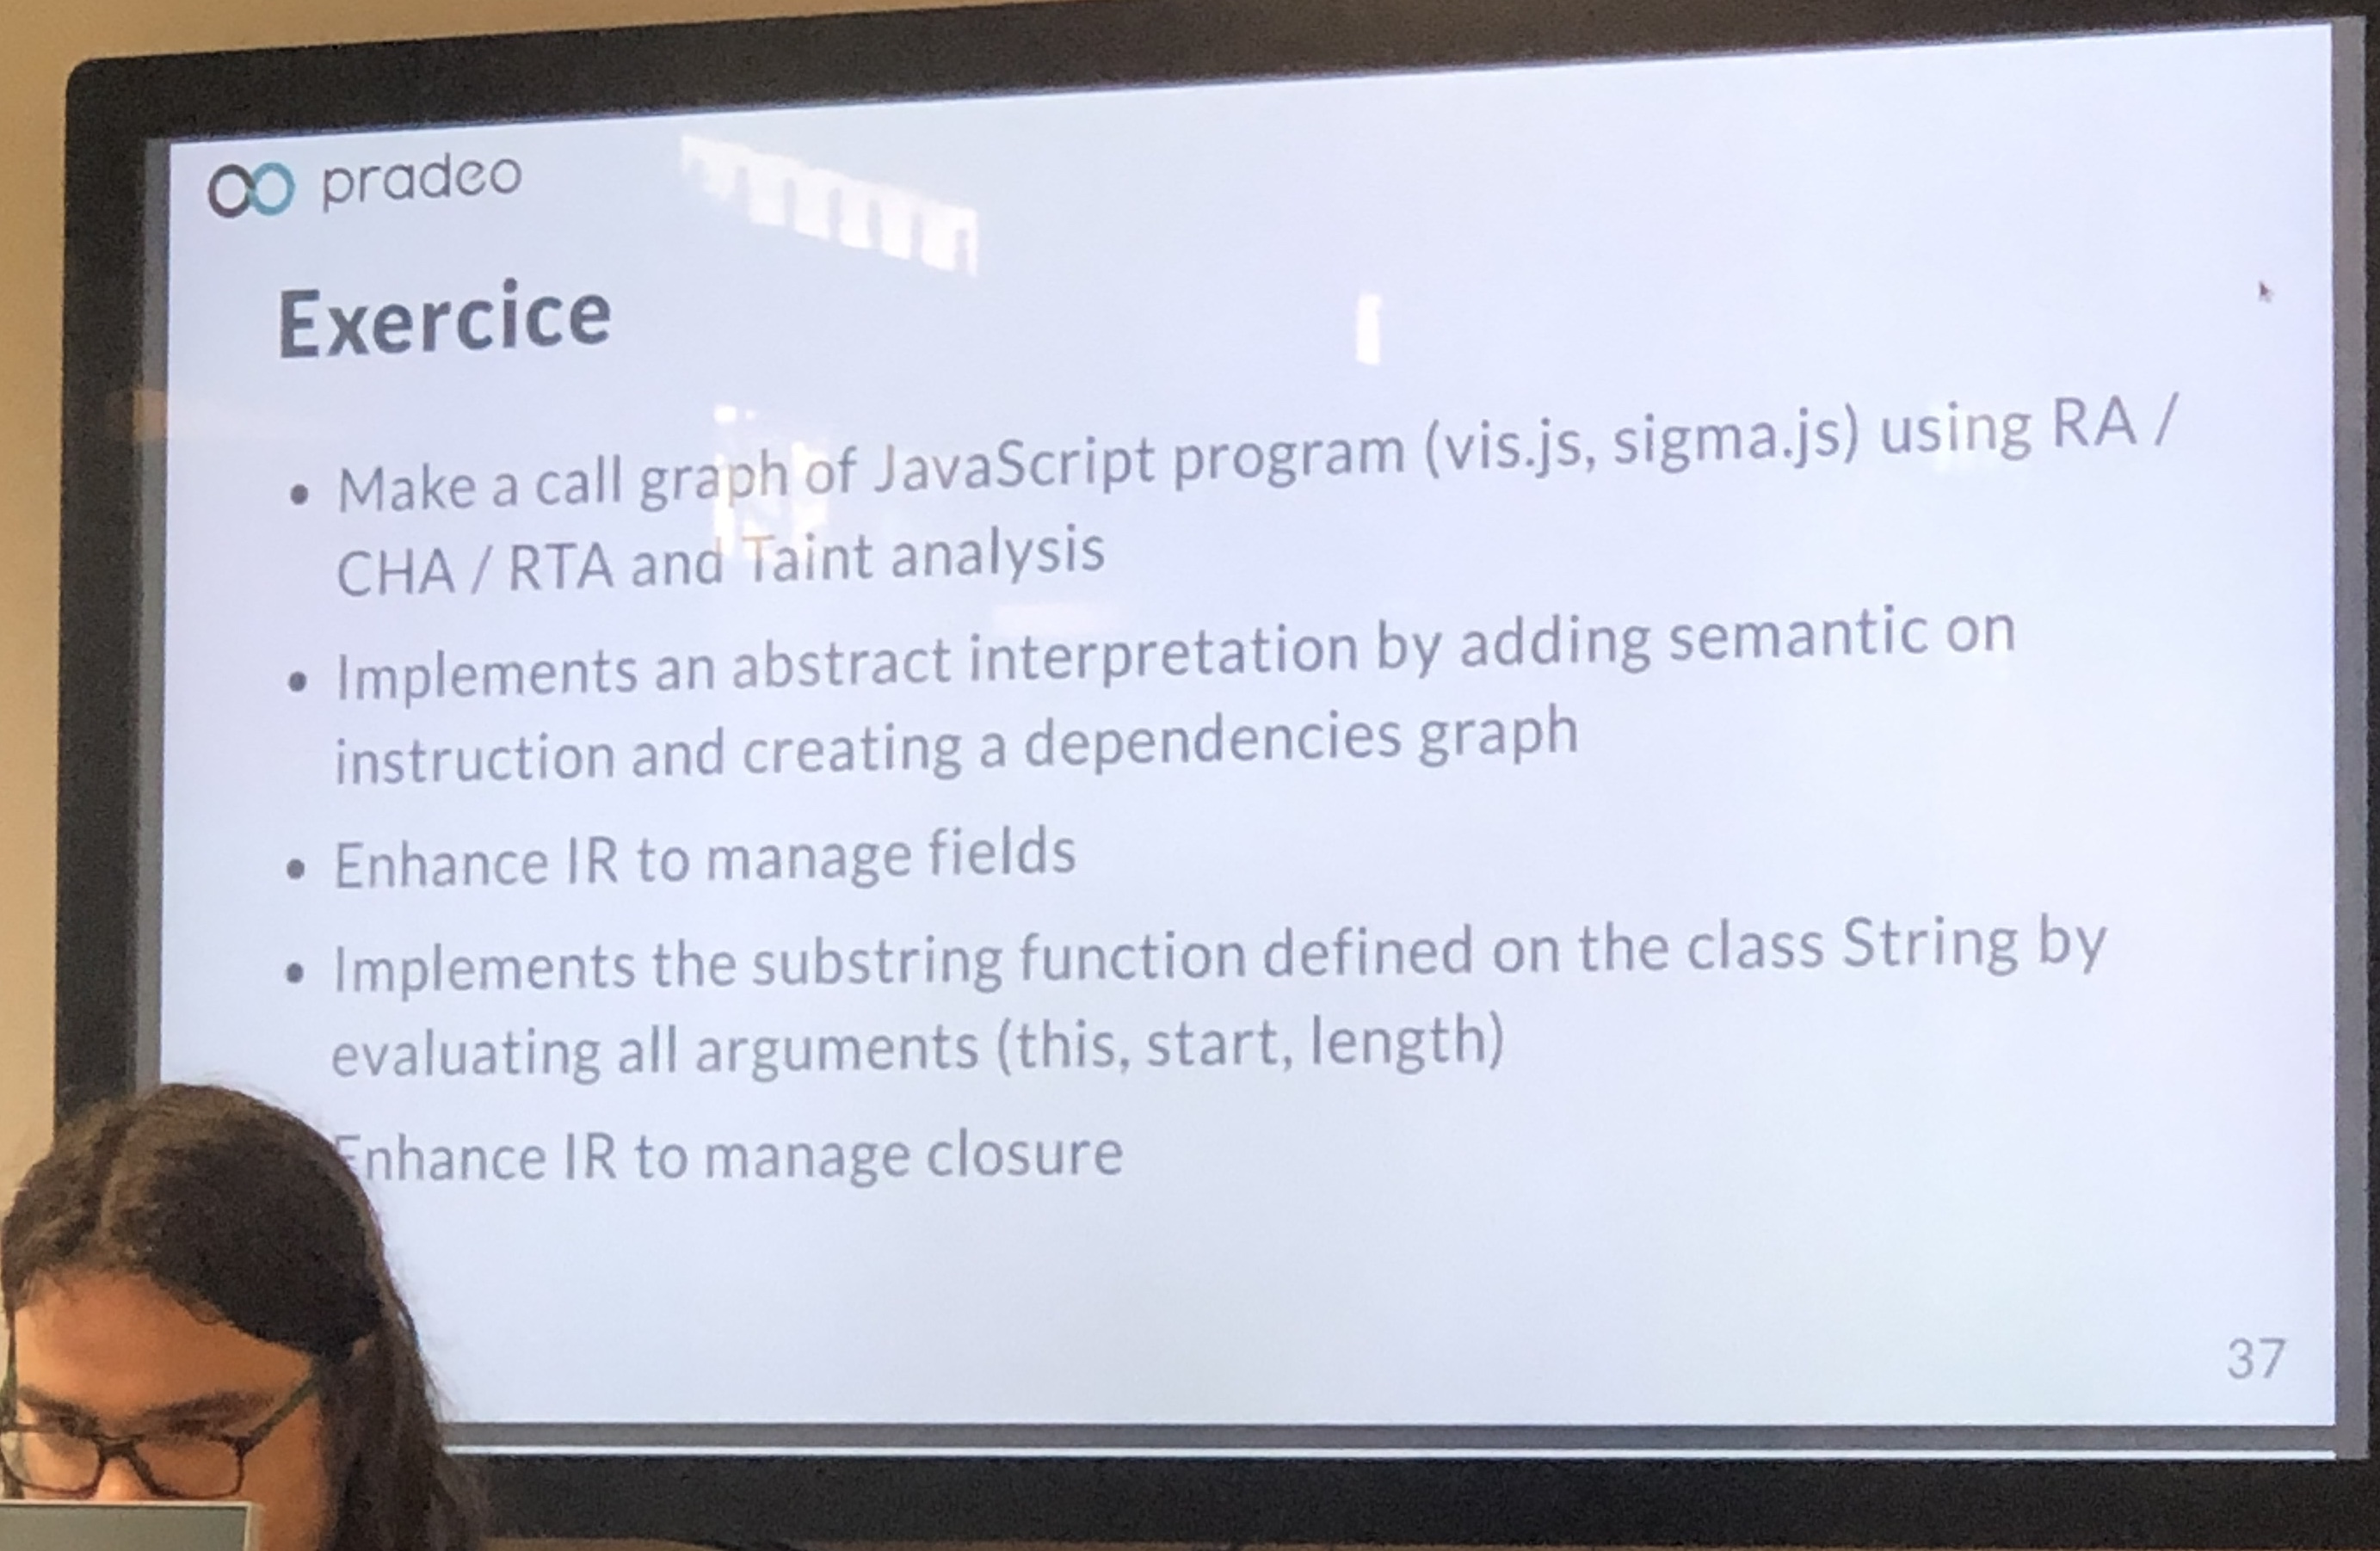 pradeo
Exercice
• Make a call graph of JavaScript program (vis.js, sigma.js) using RA /
CHA / RTA and Taint analysis
• Implements an abstract interpretation by adding semantic on
instruction and creating a dependencies graph
• Enhance IR to manage fields
• Implements the substring function defined on the class String by
evaluating all arguments (this, start, length)
Enhance IR to manage closure
37